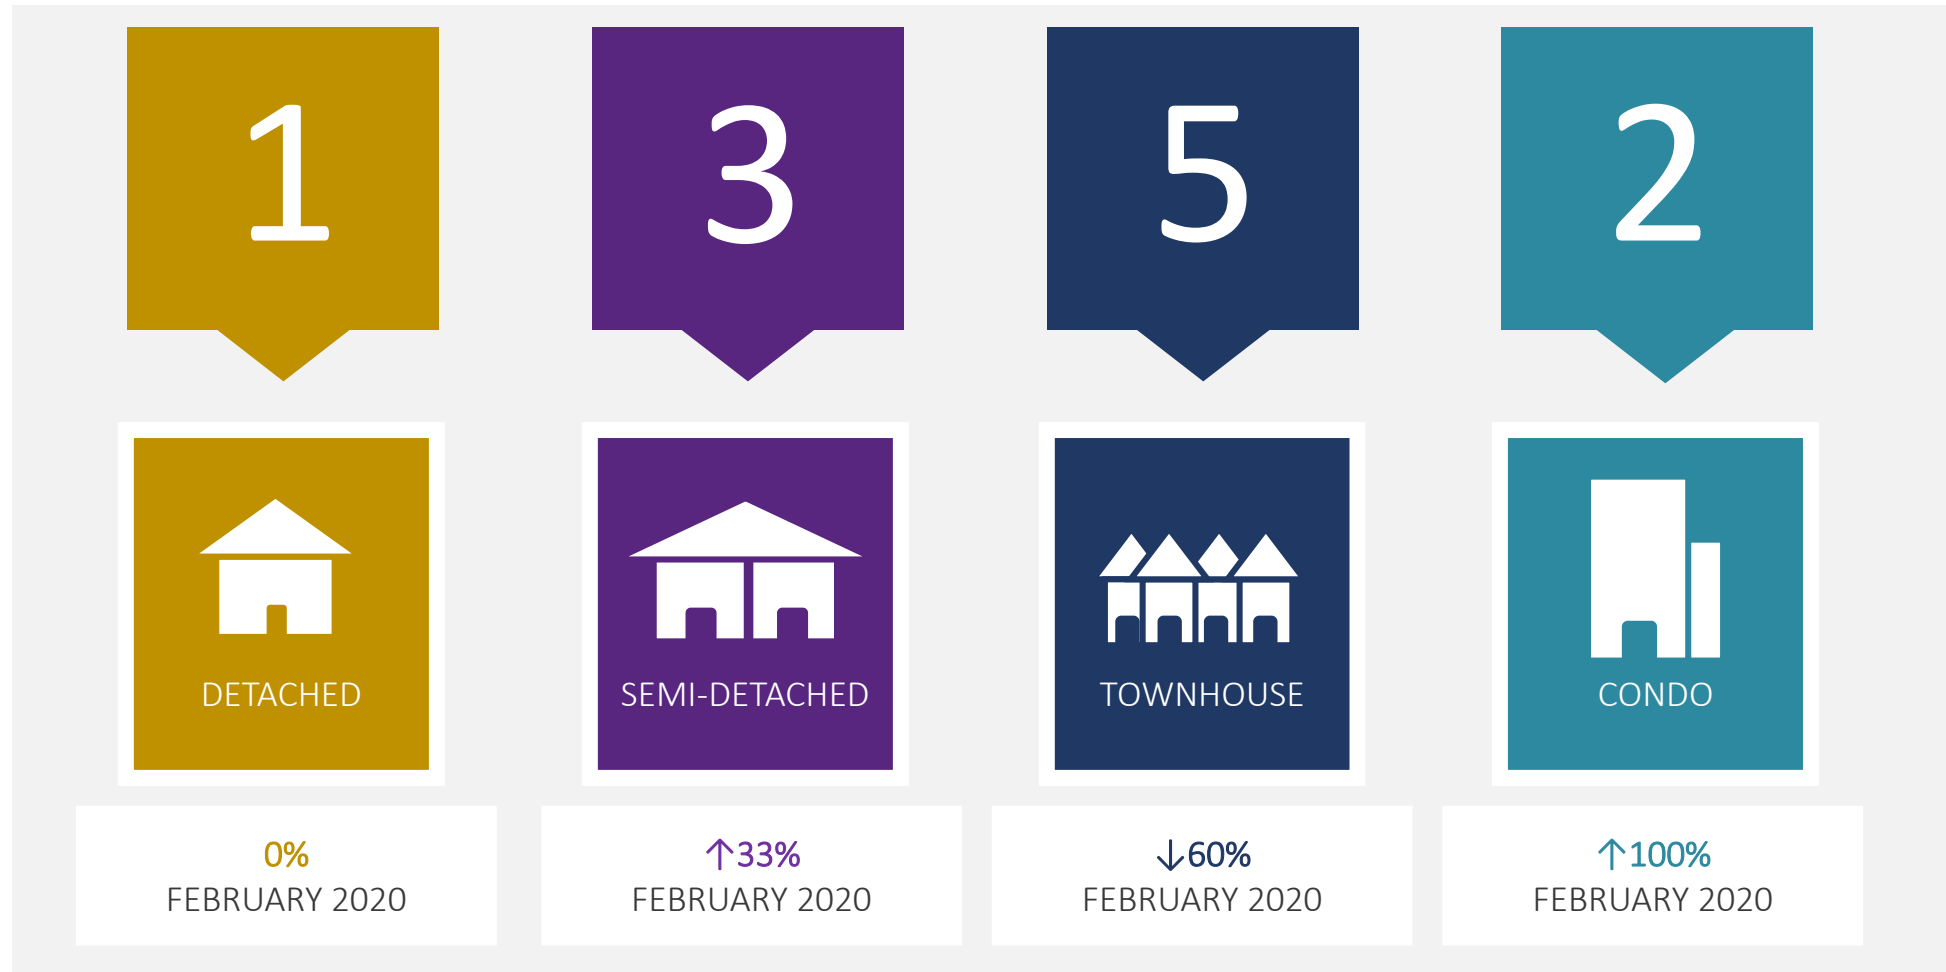 1
3
5
2
DETACHED
SEMI-DETACHED
TOWNHOUSE
CONDO
0%
FEBRUARY 2020
↑33%
FEBRUARY 2020
↓60%
FEBRUARY 2020
↑100%
FEBRUARY 2020